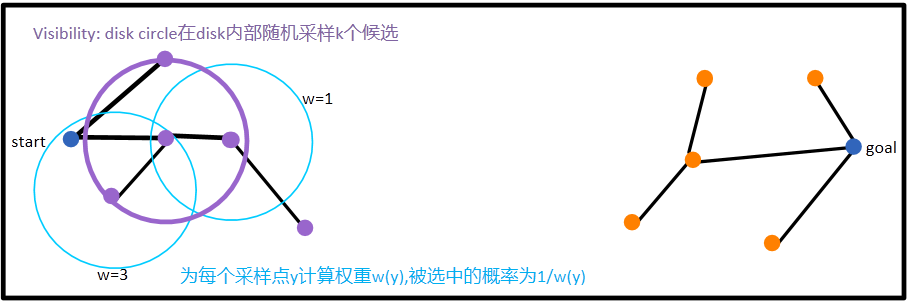 Visibility: disk circle在disk内部随机采样k个候选
w=1
start
goal
w=3
为每个采样点y计算权重w(y),被选中的概率为1/w(y)